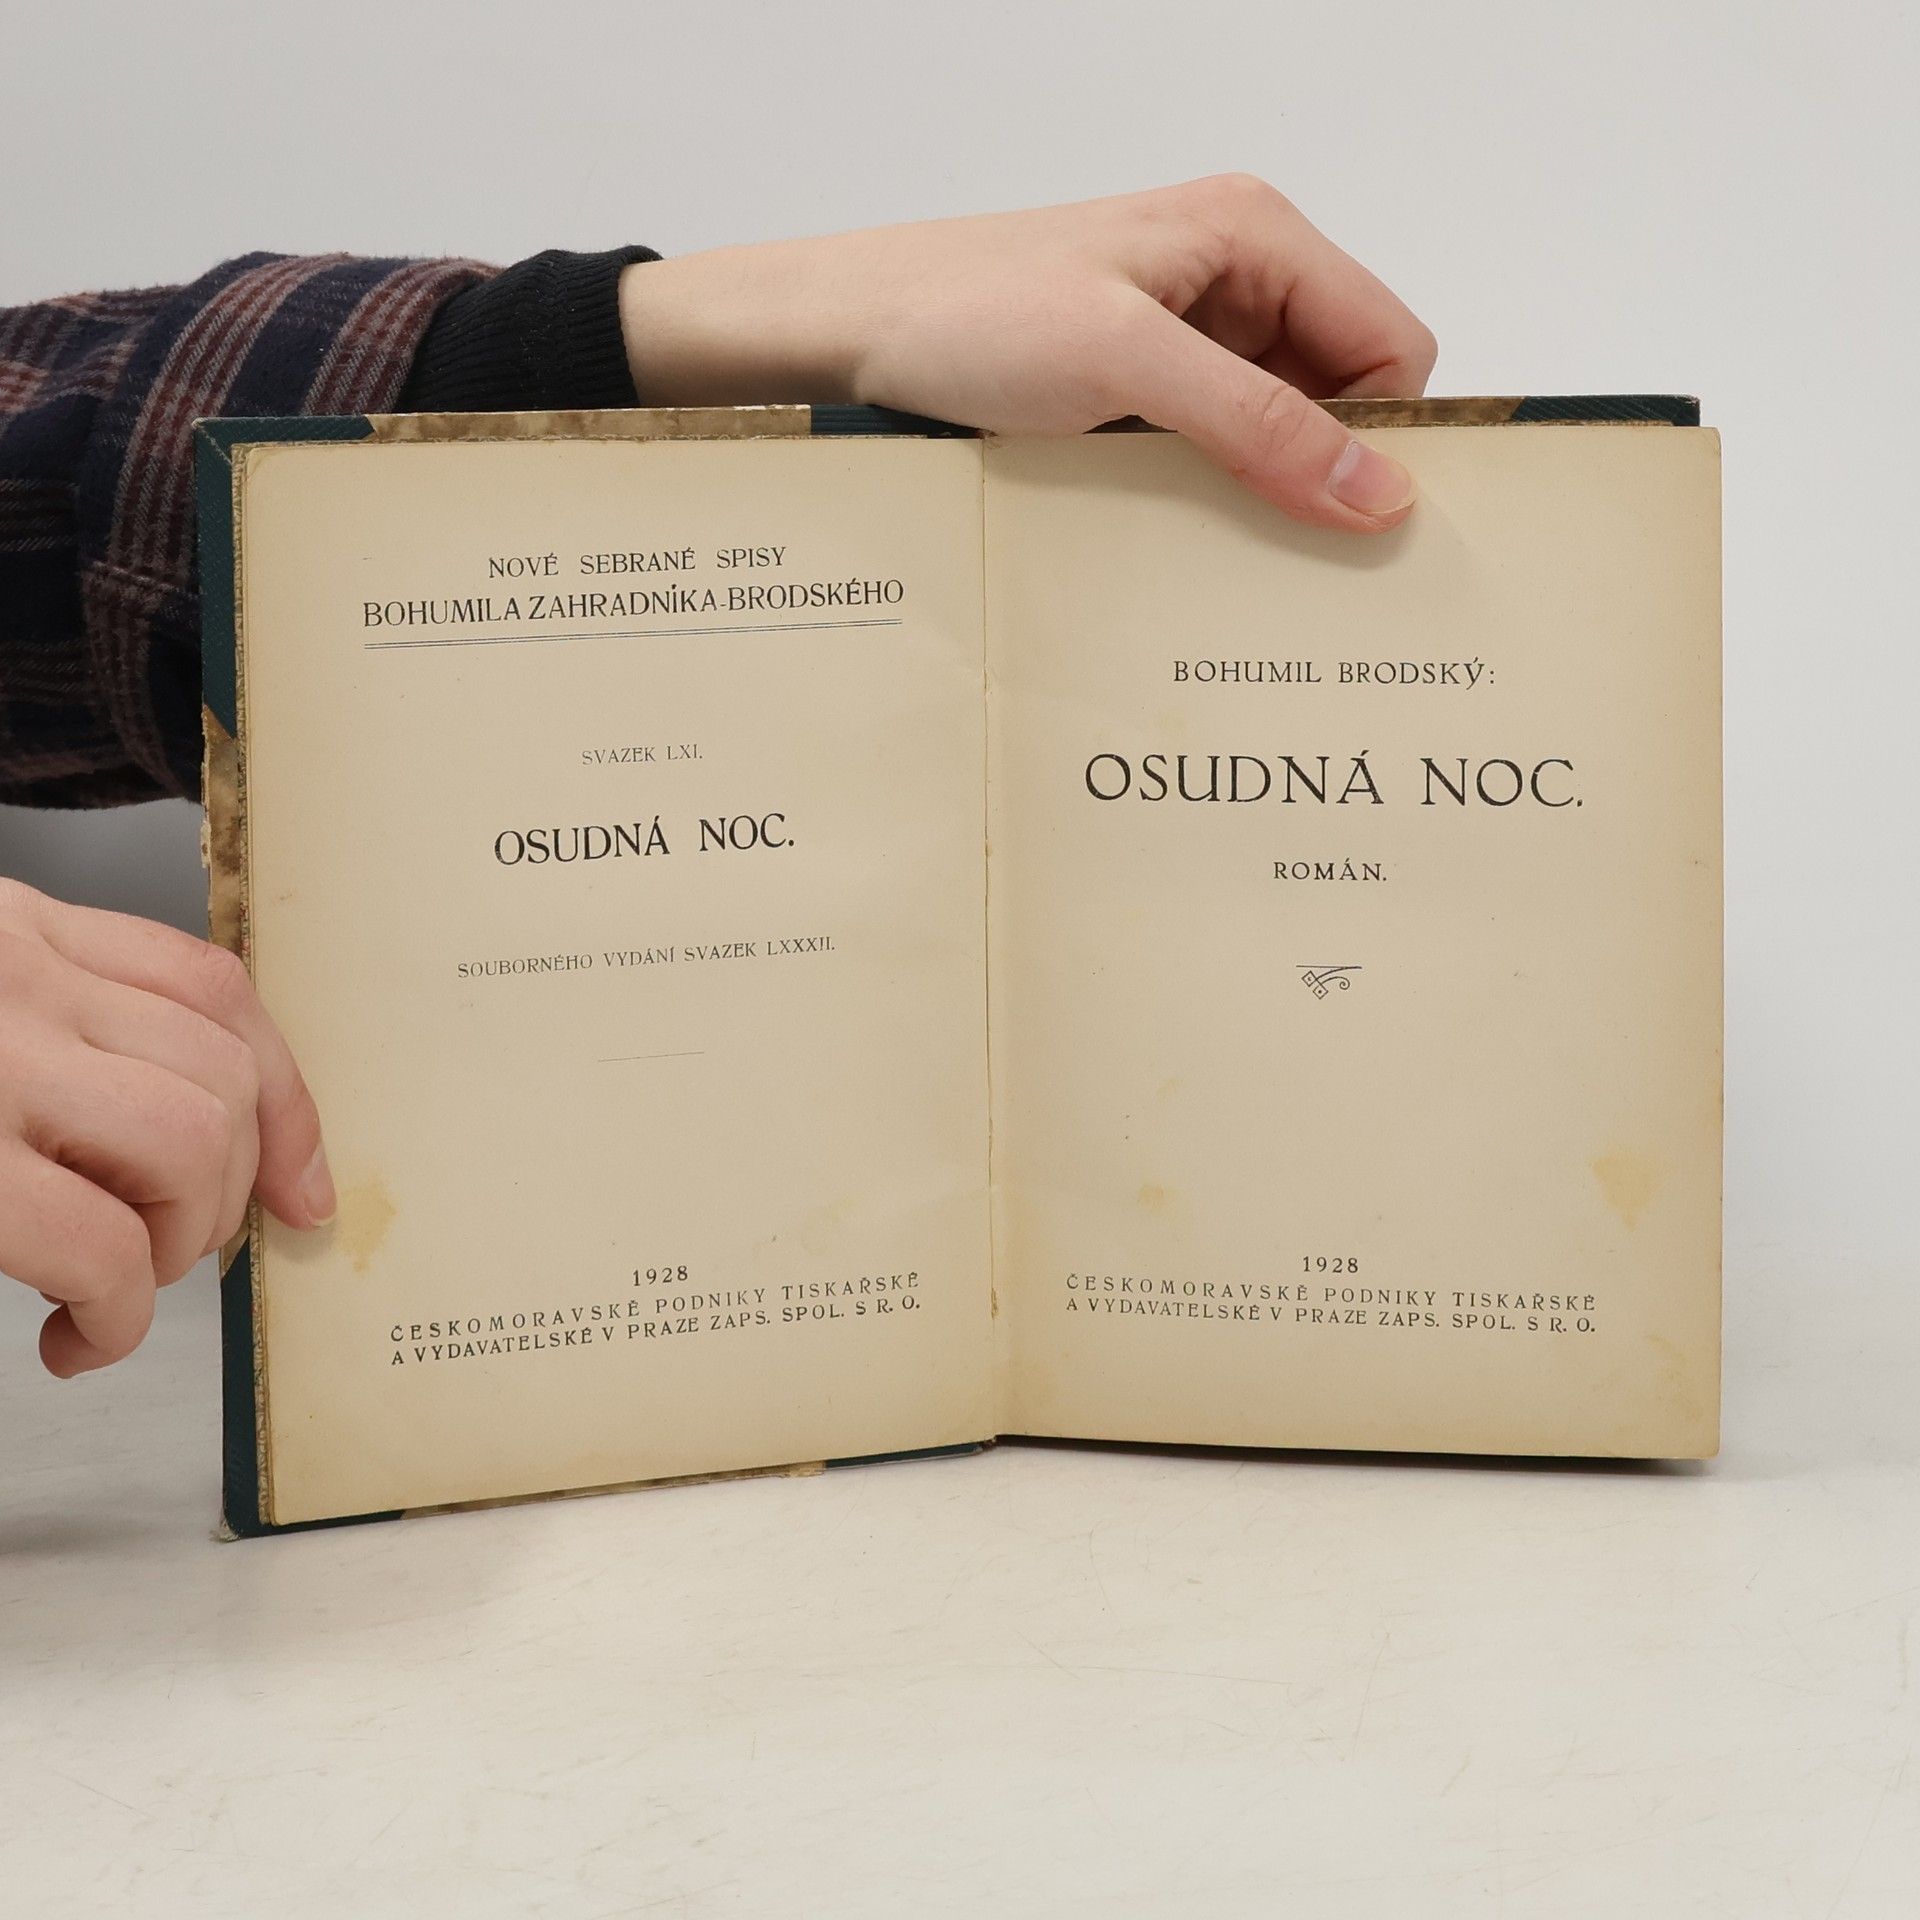 NOVÉ SEBRANÉ SPISY
BOHUMILA ZAHRADNÍKA-BRODSKÉHO
SVAZEK LXI.
OSUDNÁ NOC.
SOUBORNÉHO VYDÁNÍ SVAZEK LXXXII.
1928
ČESKOMORAVSKÉ PODNIKY TISKAŘSKÉ
A VYDAVATELSKÉ V PRAZE ZAPS. SPOL. S R. O.
BOHUMIL BRODSKÝ:
OSUDNÁ NOC.
ROMÁN.
1928
ČESKOMORAVSKÉ PODNIKY TISKAŘSKÉ
A VYDAVATELSKÉ V PRAZE ZAPS. SPOL. S R. O.